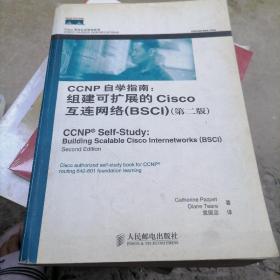 CCNP 自学指南:
组建可扩展的 Cisco
互连网络(BSCI)(第二版)
CCNP® Self-Study:
Building Scalable Cisco Internetworks (BSCI)
Second Edition
Cisco authorized self-study book for CCNP®
routing 642-801 foundation learning
Catherine Paquet
Diane Teare
著
译
人民邮电出版社